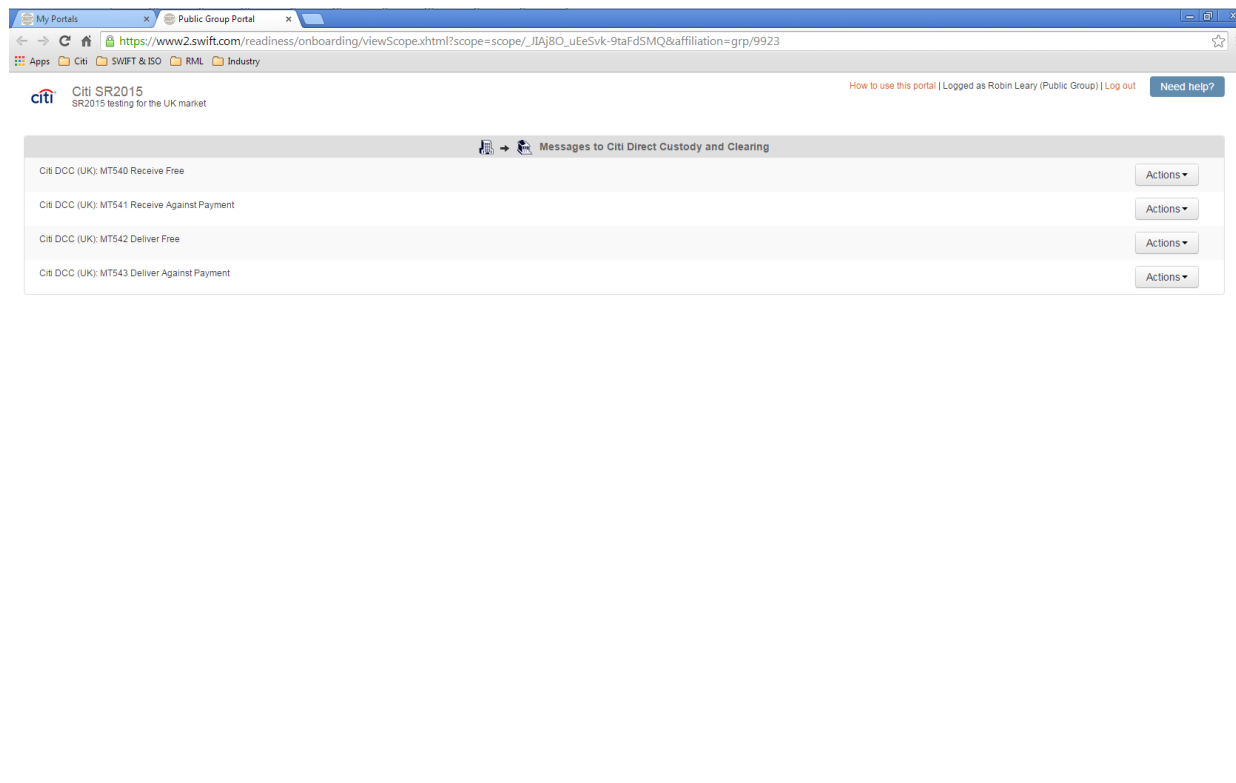 My Portals
Public Group Portal
https://www2.swift.com/readiness/onboarding/viewScope.xhtml?scope=scope/_JIAj8O_uEeSvk-9taFdSMQ&affiliation=grp/9923
Apps Citi SWIFT & ISO RML Industry
citi Citi SR2015
SR2015 testing for the UK market
How to use this portal | Logged as Robin Leary (Public Group) | Log out Need help?
Messages to Citi Direct Custody and Clearing
Citi DCC (UK): MT540 Receive Free Actions
Citi DCC (UK): MT541 Receive Against Payment Actions
Citi DCC (UK): MT542 Deliver Free Actions
Citi DCC (UK): MT543 Deliver Against Payment Actions